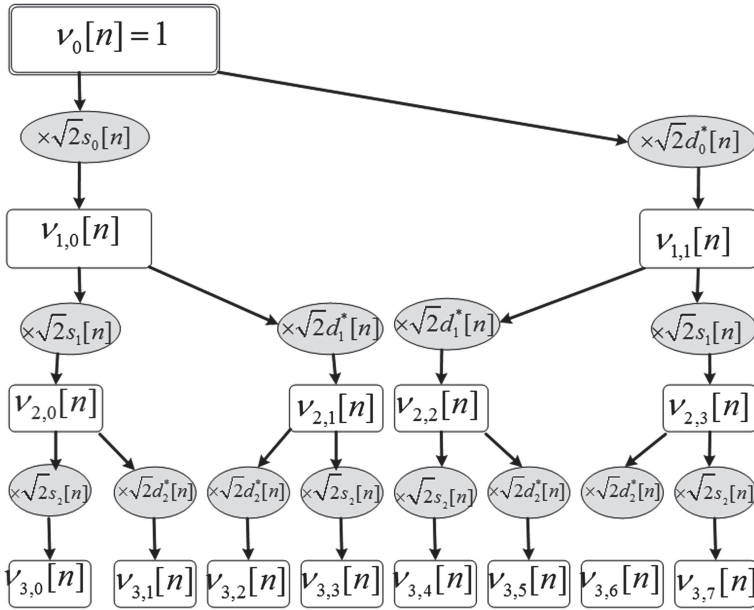 ν₀[n] = 1
×√2s₀[n] ×√2d₀*[n]
ν₁,₀[n] ν₁,₁[n]
×√2s₁[n] ×√2d₁*[n] ×√2d₁*[n] ×√2s₁[n]
ν₂,₀[n] ν₂,₁[n] ν₂,₂[n] ν₂,₃[n]
×√2s₂[n] ×√2d₂*[n] ×√2d₂*[n] ×√2s₂[n] ×√2s₂[n] ×√2d₂*[n] ×√2d₂*[n] ×√2s₂[n]
ν₃,₀[n] ν₃,₁[n] ν₃,₂[n] ν₃,₃[n] ν₃,₄[n] ν₃,₅[n] ν₃,₆[n] ν₃,₇[n]